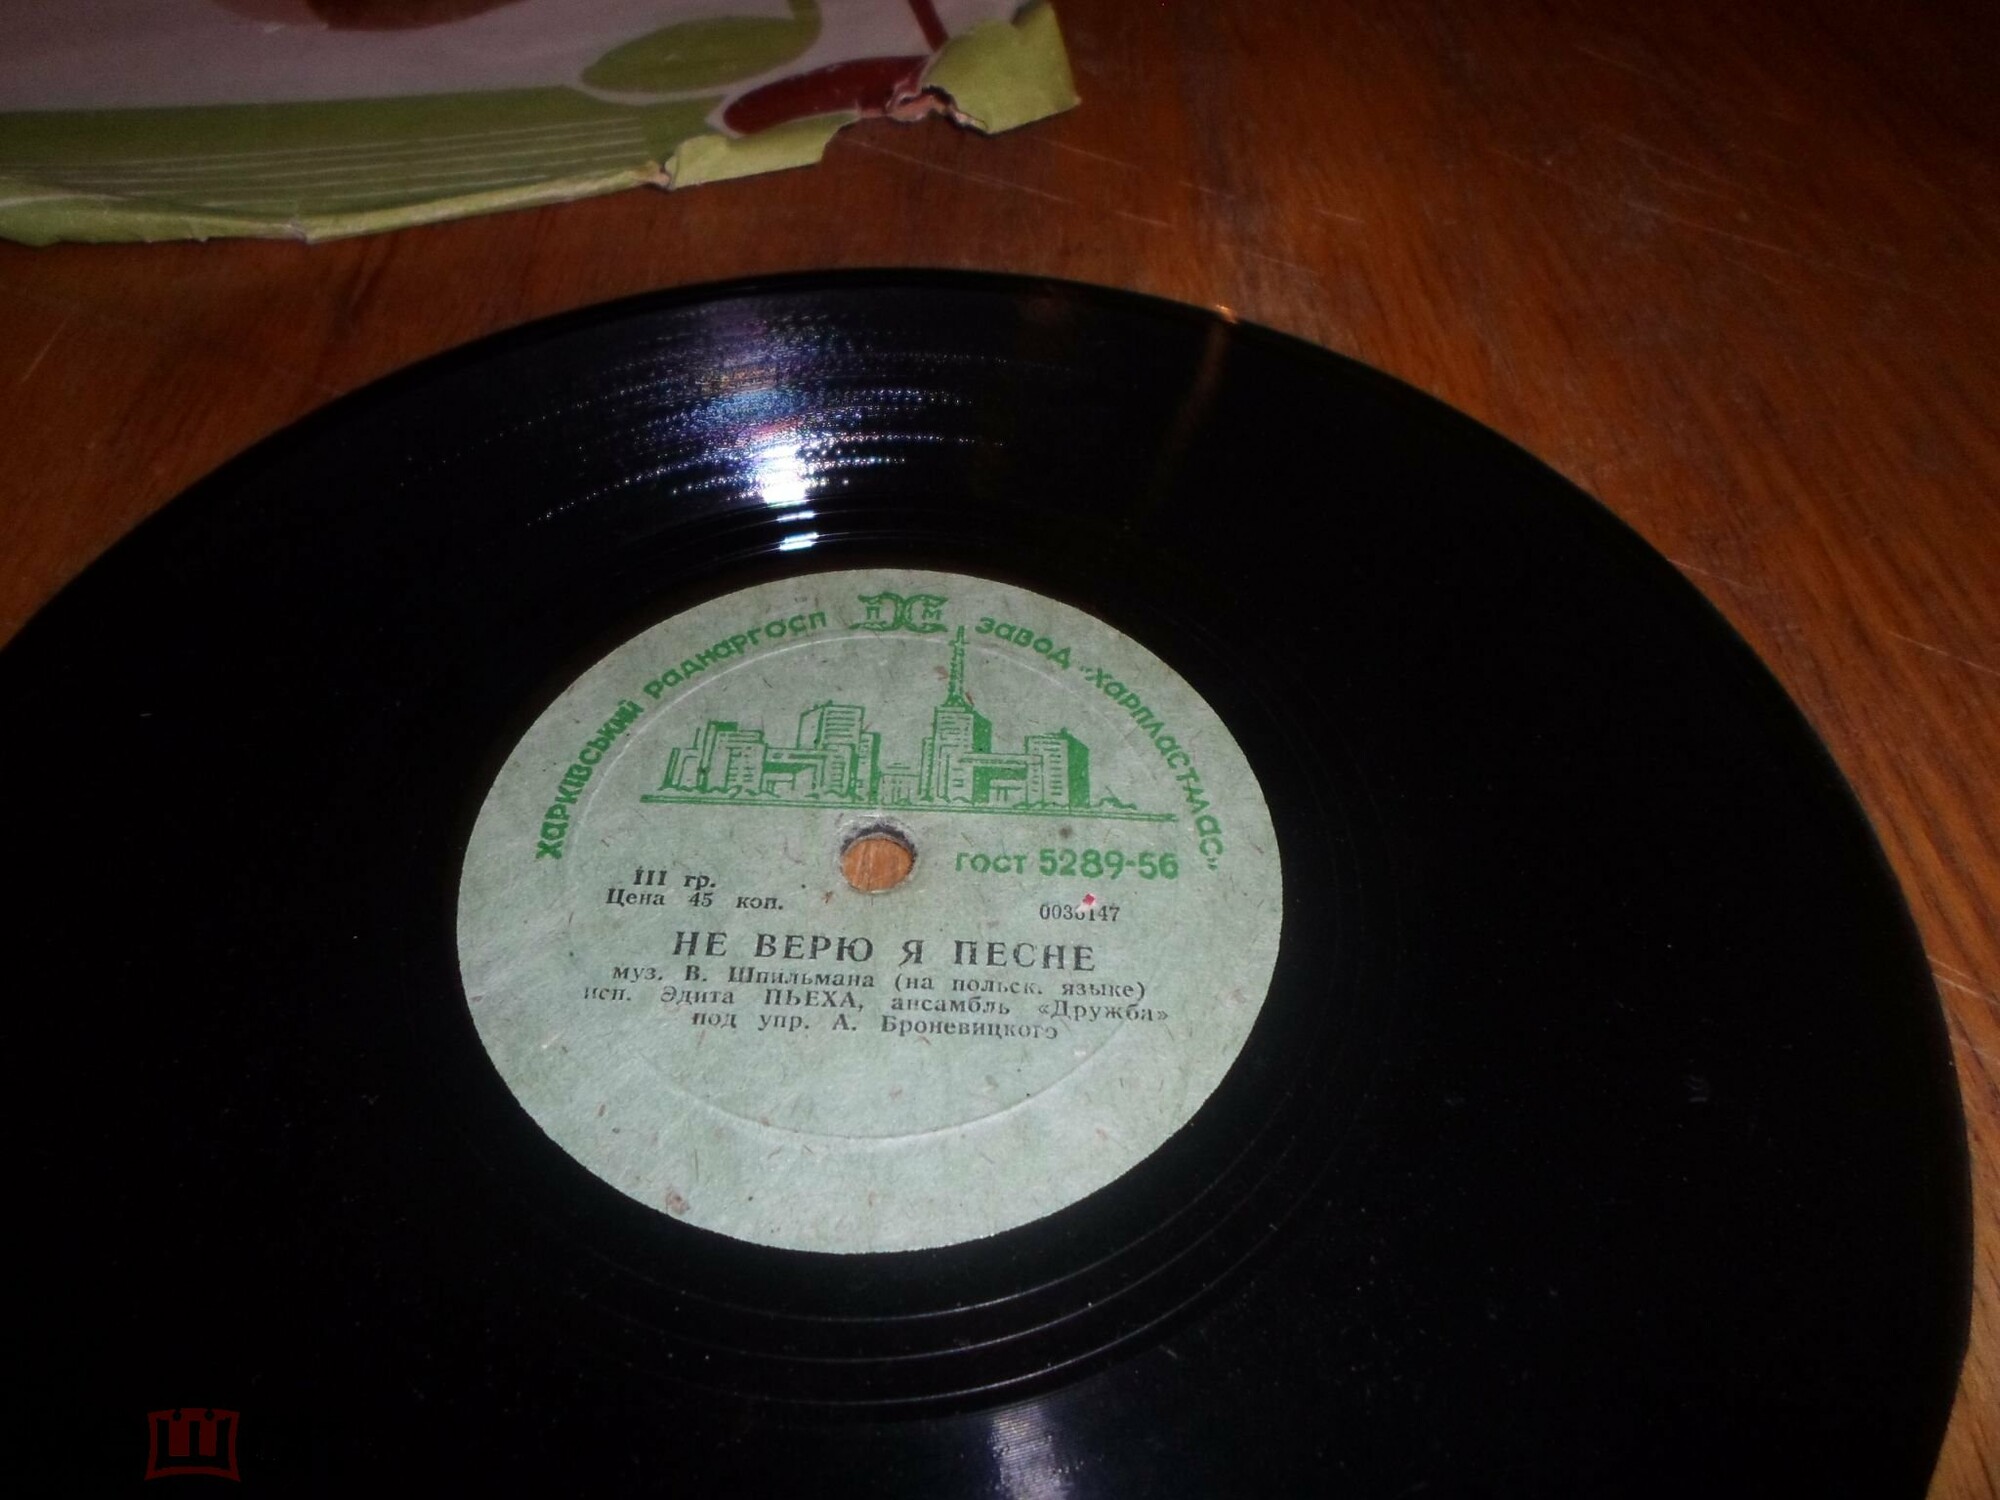 ХАРКІВСЬКИЙ РАДНАРГОСП ПМ ЗАВОД «ХАРПЛАСТМАС»
ГОСТ 5289-56
III гр.
Цена 45 коп.
НЕ ВЕРЮ Я ПЕСНЕ
муз. В. Шпильмана (на польск. языке)
исп. Эдита ПЬЕХА, ансамбль «Дружба»
под упр. А. Броневицкого